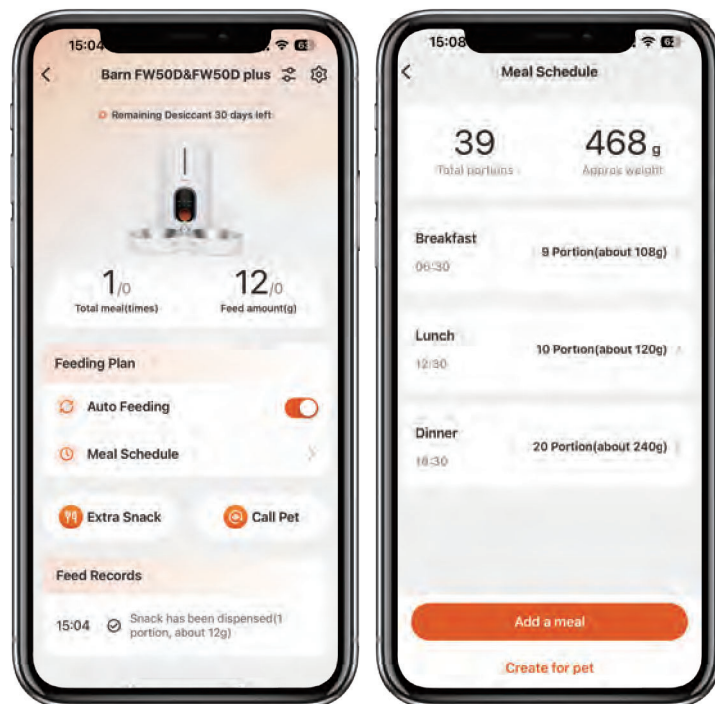 15:04
Barn FW50D&FW50D plus
Remaining Desiccant 30 days left
1/0
12/0
Total meal(times)
Feed amount(g)
Feeding Plan
Auto Feeding
Meal Schedule
Extra Snack
Call Pet
Feed Records
15:04
Snack has been dispensed(1
portion, about 12g)
15:08
Meal Schedule
39
468 g
Total portions
Approx weight
Breakfast
9 Portion(about 108g)
06:30
Lunch
10 Portion(about 120g)
12:30
Dinner
20 Portion(about 240g)
18:30
Add a meal
Create for pet